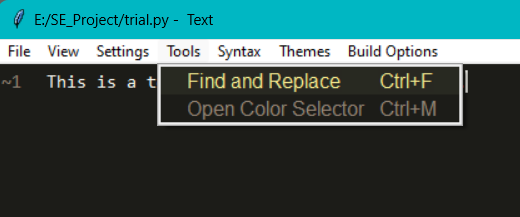 E:/SE_Project/trial.py - Text
File View Settings Tools Syntax Themes Build Options
~1 This is a t
Find and Replace Ctrl+F
Open Color Selector Ctrl+M